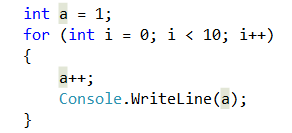 int a = 1;
for (int i = 0; i < 10; i++)
{
    a++;
    Console.WriteLine(a);
}